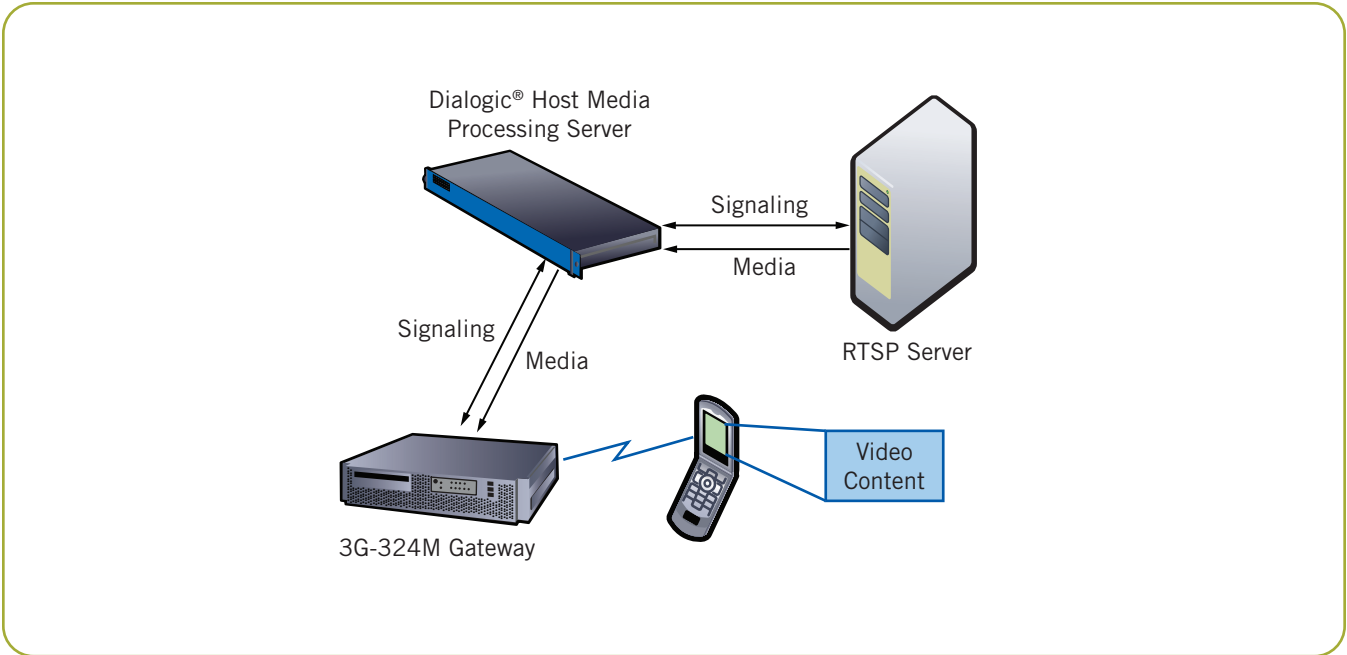 Dialogic® Host Media
Processing Server
Signaling
Media
RTSP Server
Signaling
Media
Video
Content
3G-324M Gateway